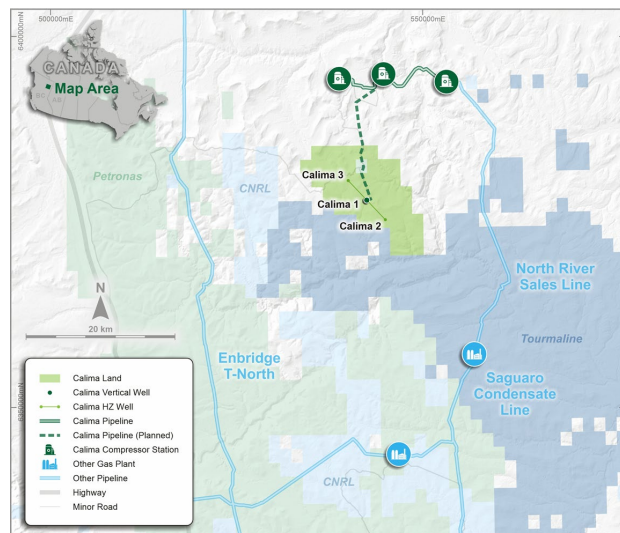 500000mE
550000mE
6400000mN
CANADA
Map Area
Petronas
CNRL
Calima 3
Calima 1
Calima 2
North River
Sales Line
N
20 km
Tourmaline
Enbridge
T-North
Saguaro
Condensate
Line
CNRL
Calima Land
Calima Vertical Well
Calima HZ Well
Calima Pipeline
Calima Pipeline (Planned)
Calima Compressor Station
Other Gas Plant
Other Pipeline
Highway
Minor Road